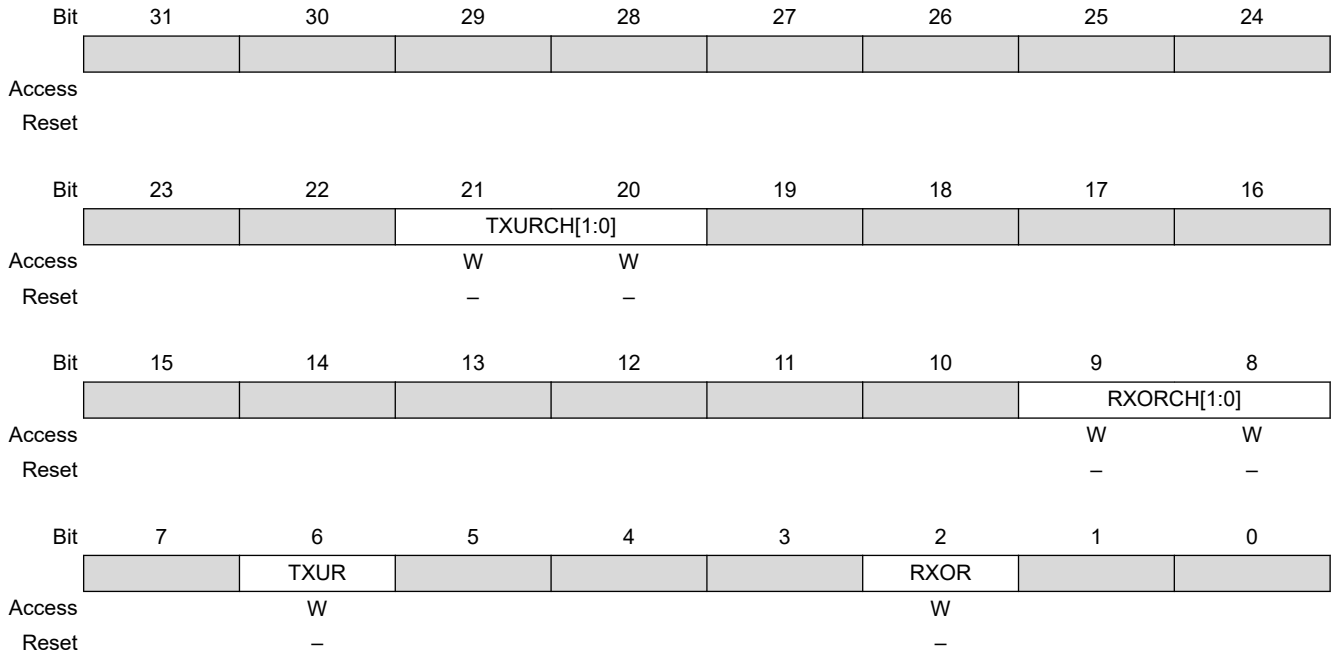 Bit 31 30 29 28 27 26 25 24
Access
Reset
Bit 23 22 21 20 19 18 17 16
TXURCH[1:0]
Access W W
Reset – –
Bit 15 14 13 12 11 10 9 8
RXORCH[1:0]
Access W W
Reset – –
Bit 7 6 5 4 3 2 1 0
TXUR RXOR
Access W W
Reset – –